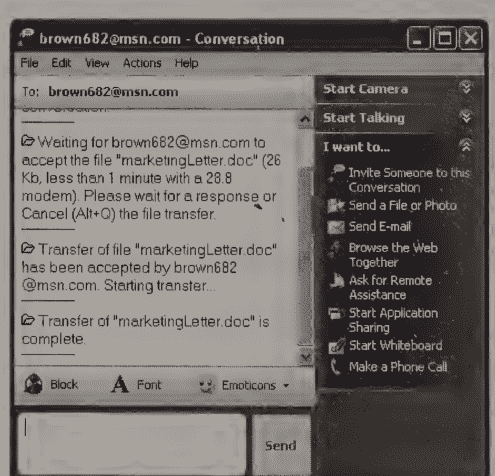 brown682@msn.com - Conversation
File Edit View Actions Help
To: brown682@msn.com
Waiting for brown682@msn.com to
accept the file "marketingLetter.doc" (26
Kb, less than 1 minute with a 28.8
modem). Please wait for a response or
Cancel (Alt+Q) the file transfer.
Transfer of file "marketingLetter.doc"
has been accepted by brown682
@msn.com. Starting transfer...
Transfer of "marketingLetter.doc" is
complete.
Block Font Emoticons
Send
Start Camera
Start Talking
I want to...
Invite Someone to this
Conversation
Send a File or Photo
Send E-mail
Browse the Web
Together
Ask for Remote
Assistance
Start Application
Sharing
Start Whiteboard
Make a Phone Call